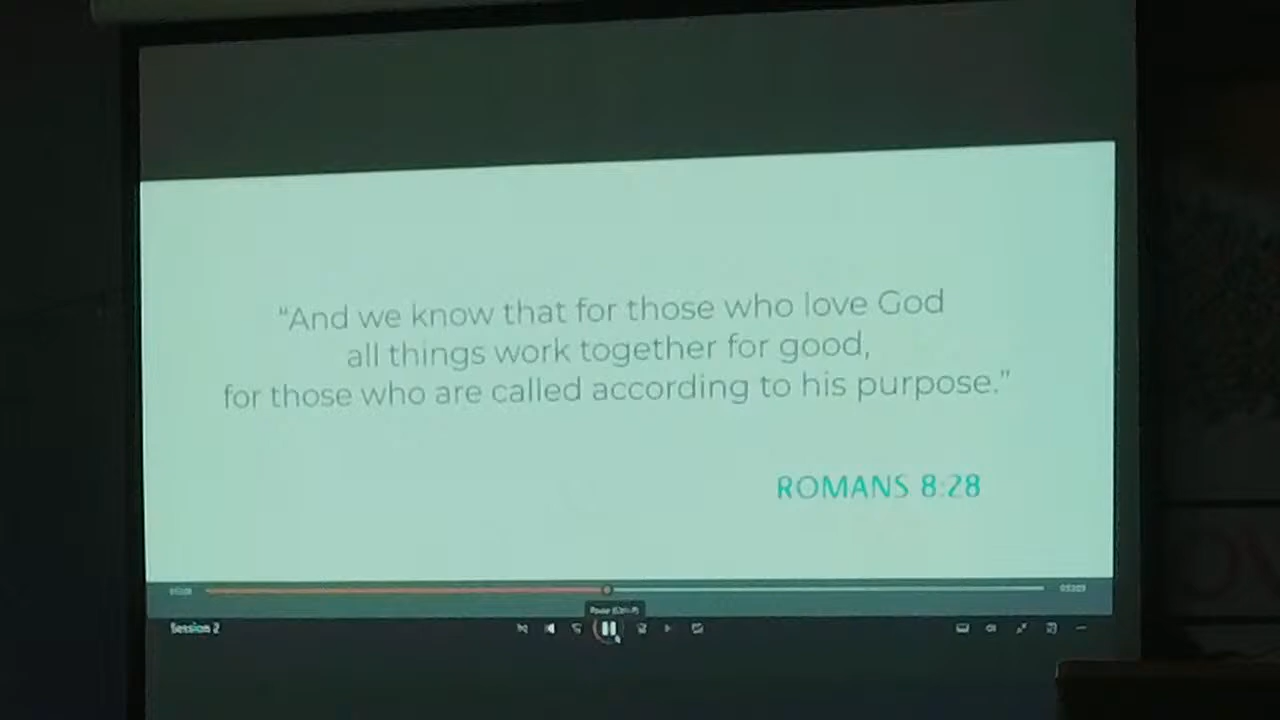 “And we know that for those who love God
all things work together for good,
for those who are called according to his purpose.”
ROMANS 8:28
Session 2